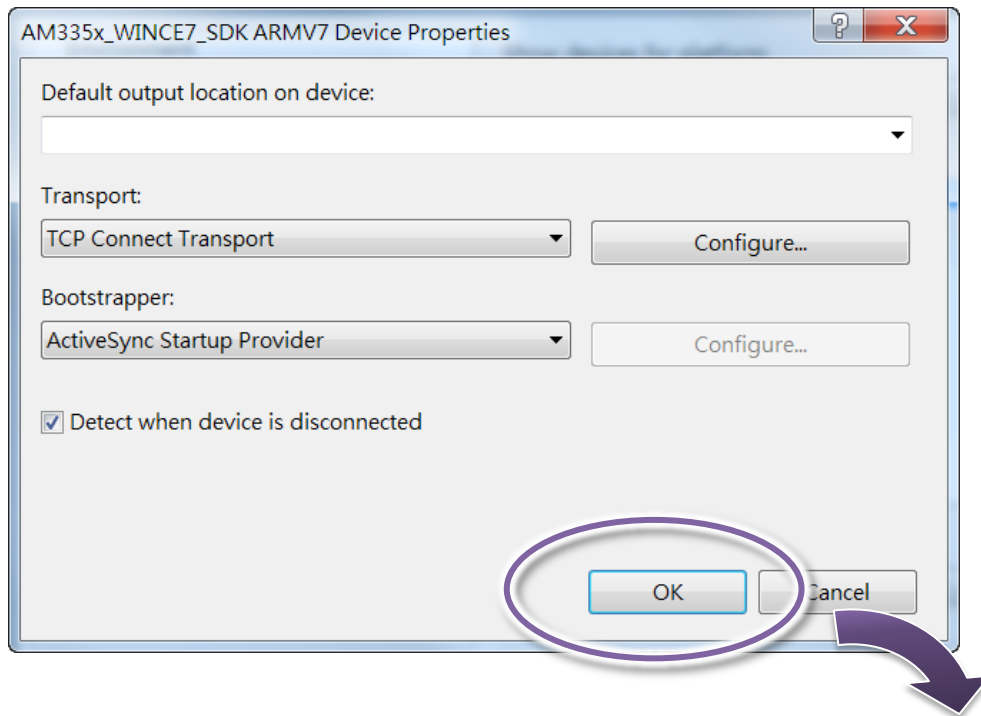 AM335x_WINCE7_SDK ARMV7 Device Properties
Default output location on device:
Transport:
TCP Connect Transport
Configure...
Bootstrapper:
ActiveSync Startup Provider
Configure...
Detect when device is disconnected
OK
Cancel